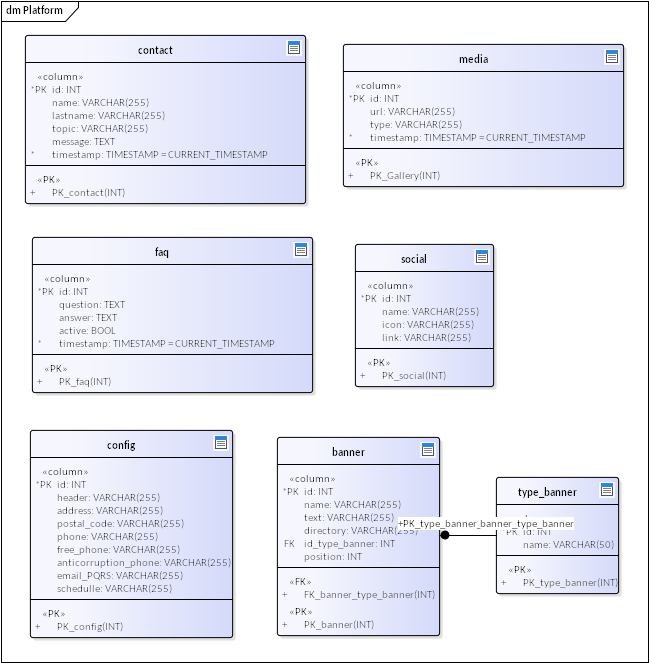 dm Platform
contact
«column»
*PK id: INT
name: VARCHAR(255)
lastname: VARCHAR(255)
topic: VARCHAR(255)
message: TEXT
* timestamp: TIMESTAMP = CURRENT_TIMESTAMP
«PK»
+ PK_contact(INT)
media
«column»
*PK id: INT
url: VARCHAR(255)
type: VARCHAR(255)
* timestamp: TIMESTAMP = CURRENT_TIMESTAMP
«PK»
+ PK_Gallery(INT)
faq
«column»
*PK id: INT
question: TEXT
answer: TEXT
active: BOOL
* timestamp: TIMESTAMP = CURRENT_TIMESTAMP
«PK»
+ PK_faq(INT)
social
«column»
*PK id: INT
name: VARCHAR(255)
icon: VARCHAR(255)
link: VARCHAR(255)
«PK»
+ PK_social(INT)
config
«column»
*PK id: INT
header: VARCHAR(255)
address: VARCHAR(255)
postal_code: VARCHAR(255)
phone: VARCHAR(255)
free_phone: VARCHAR(255)
anticorruption_phone: VARCHAR(255)
email_PQRS: VARCHAR(255)
schedulle: VARCHAR(255)
«PK»
+ PK_config(INT)
banner
«column»
*PK id: INT
name: VARCHAR(255)
text: VARCHAR(255)
directory: VARCHAR(255)
FK id_type_banner: INT
position: INT
«FK»
+ FK_banner_type_banner(INT)
«PK»
+ PK_banner(INT)
+PK_type_banner_banner_type_banner
type_banner
*PK id: INT
name: VARCHAR(50)
«PK»
+ PK_type_banner(INT)